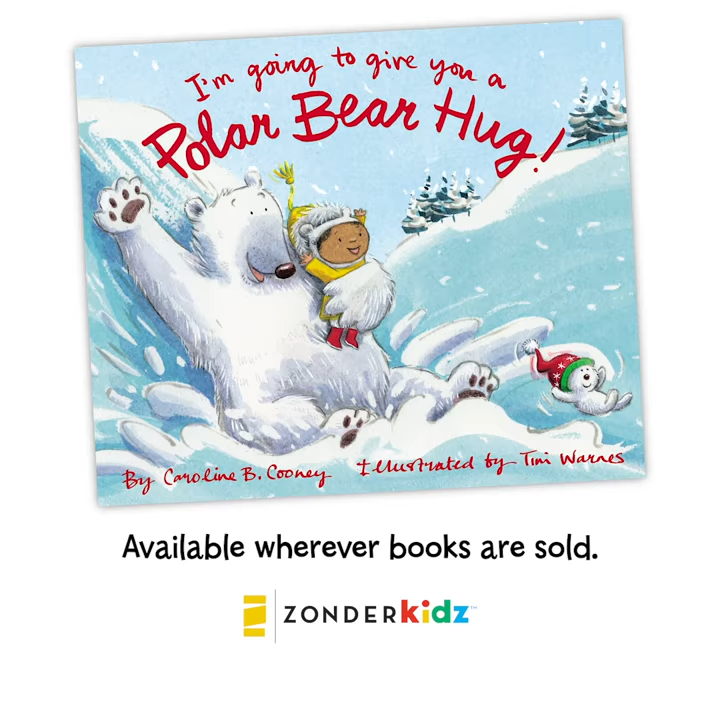 I'm going to give you a
Polar Bear Hug!
By Caroline B. Cooney Illustrated by Tim Warnes
Available wherever books are sold.
ZONDERkidz™